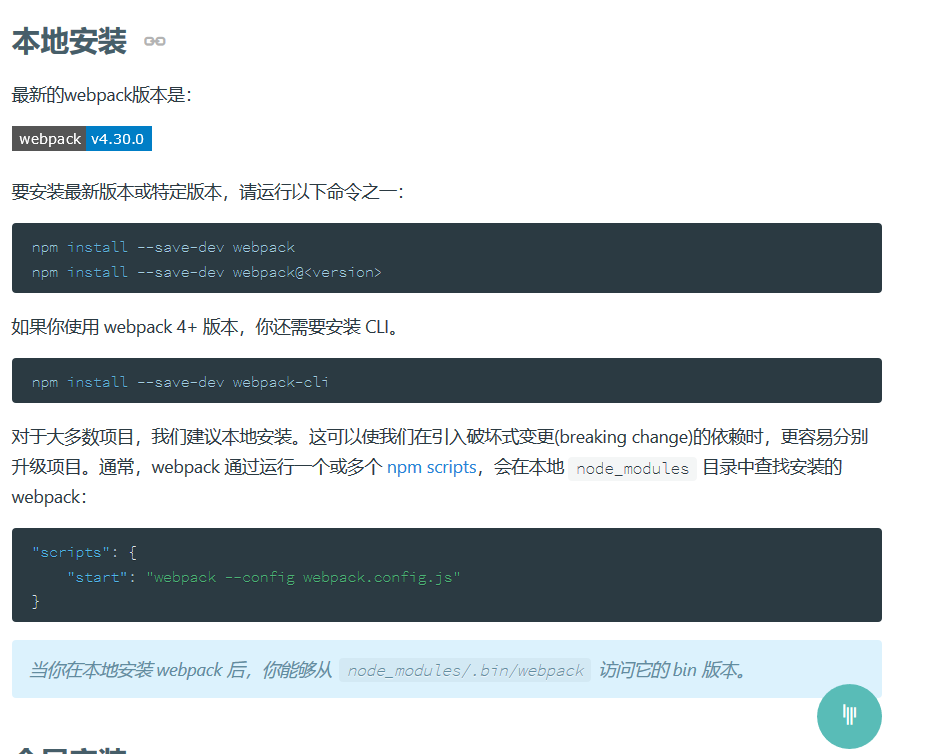 本地安装
最新的webpack版本是：
webpack v4.30.0
要安装最新版本或特定版本，请运行以下命令之一：
npm install --save-dev webpack
npm install --save-dev webpack@<version>
如果你使用 webpack 4+ 版本，你还需要安装 CLI。
npm install --save-dev webpack-cli
对于大多数项目，我们建议本地安装。这可以使我们在引入破坏式变更(breaking change)的依赖时，更容易分别
升级项目。通常，webpack 通过运行一个或多个 npm scripts，会在本地 node_modules 目录中查找安装的
webpack：
"scripts": {
    "start": "webpack --config webpack.config.js"
}
当你在本地安装 webpack 后，你能够从 node_modules/.bin/webpack 访问它的 bin 版本。